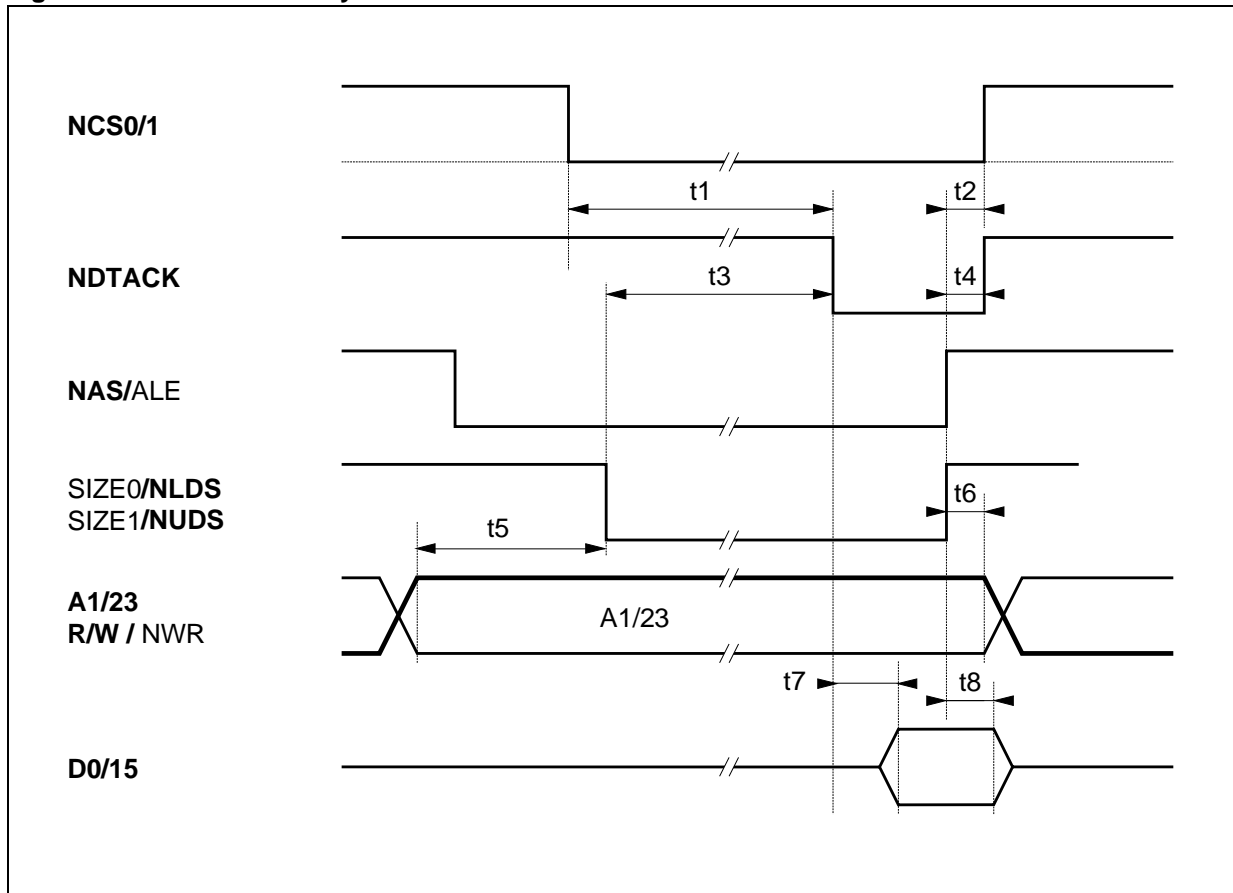 NCS0/1
t1
t2
NDTACK
t3
t4
NAS/ALE
SIZE0/NLDS
SIZE1/NUDS
t6
t5
A1/23
R/W / NWR
A1/23
t7
t8
D0/15